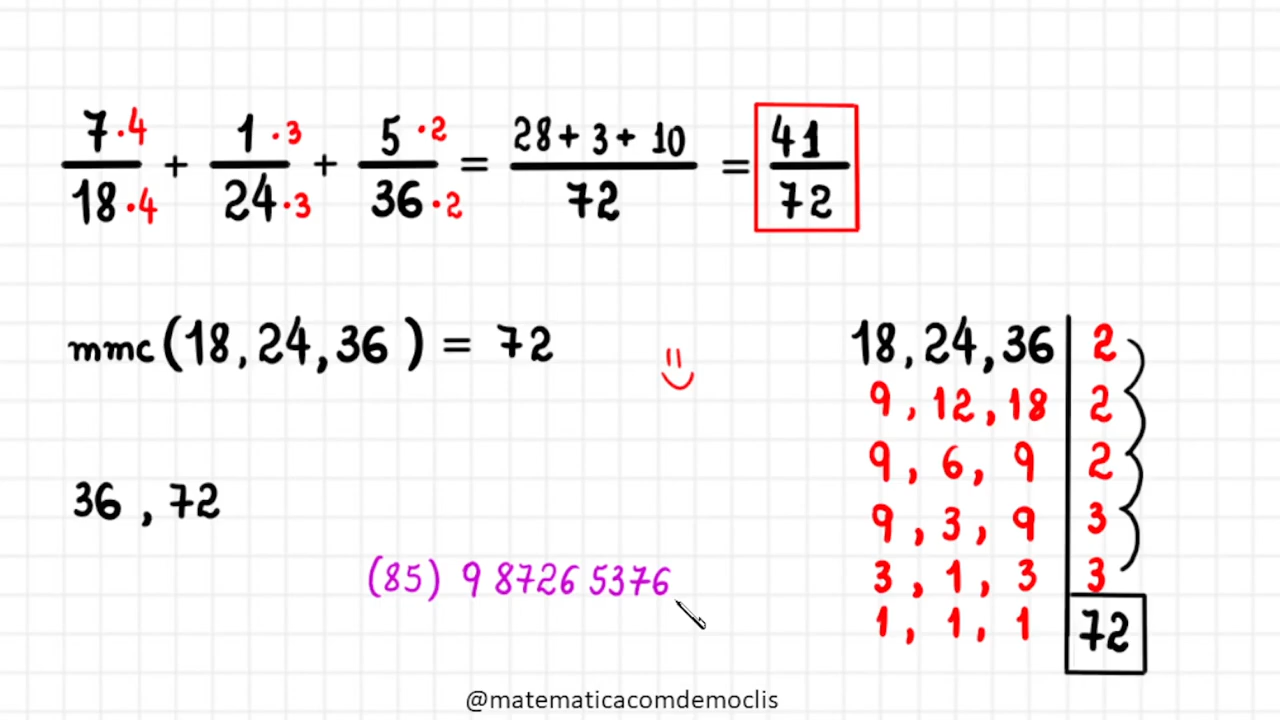 7·4/18·4 + 1·3/24·3 + 5·2/36·2 = 28+3+10/72 = 41/72
mmc(18,24,36) = 72
36, 72
18,24,36 | 2
9, 12, 18 | 2
9, 6, 9 | 2
9, 3, 9 | 3
3, 1, 3 | 3
1, 1, 1 | 72
(85) 9 8726 5376
@matematicacomdemoclis